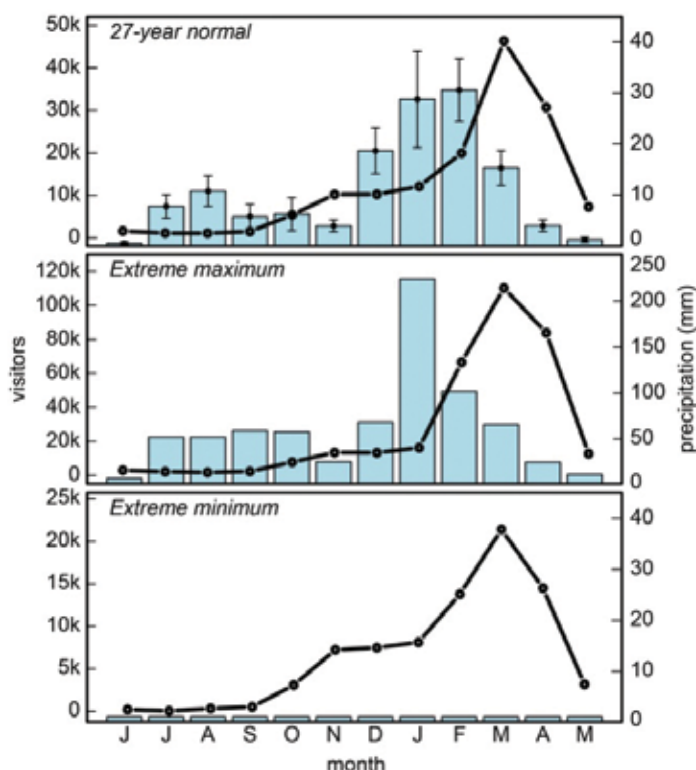 27-year normal
50k
40k
30k
20k
10k
0
40
30
20
10
0
Extreme maximum
120k
100k
80k
60k
40k
20k
0
250
200
150
100
50
0
visitors
precipitation (mm)
Extreme minimum
25k
20k
15k
10k
5k
0
40
30
20
10
0
J J A S O N D J F M A M
month